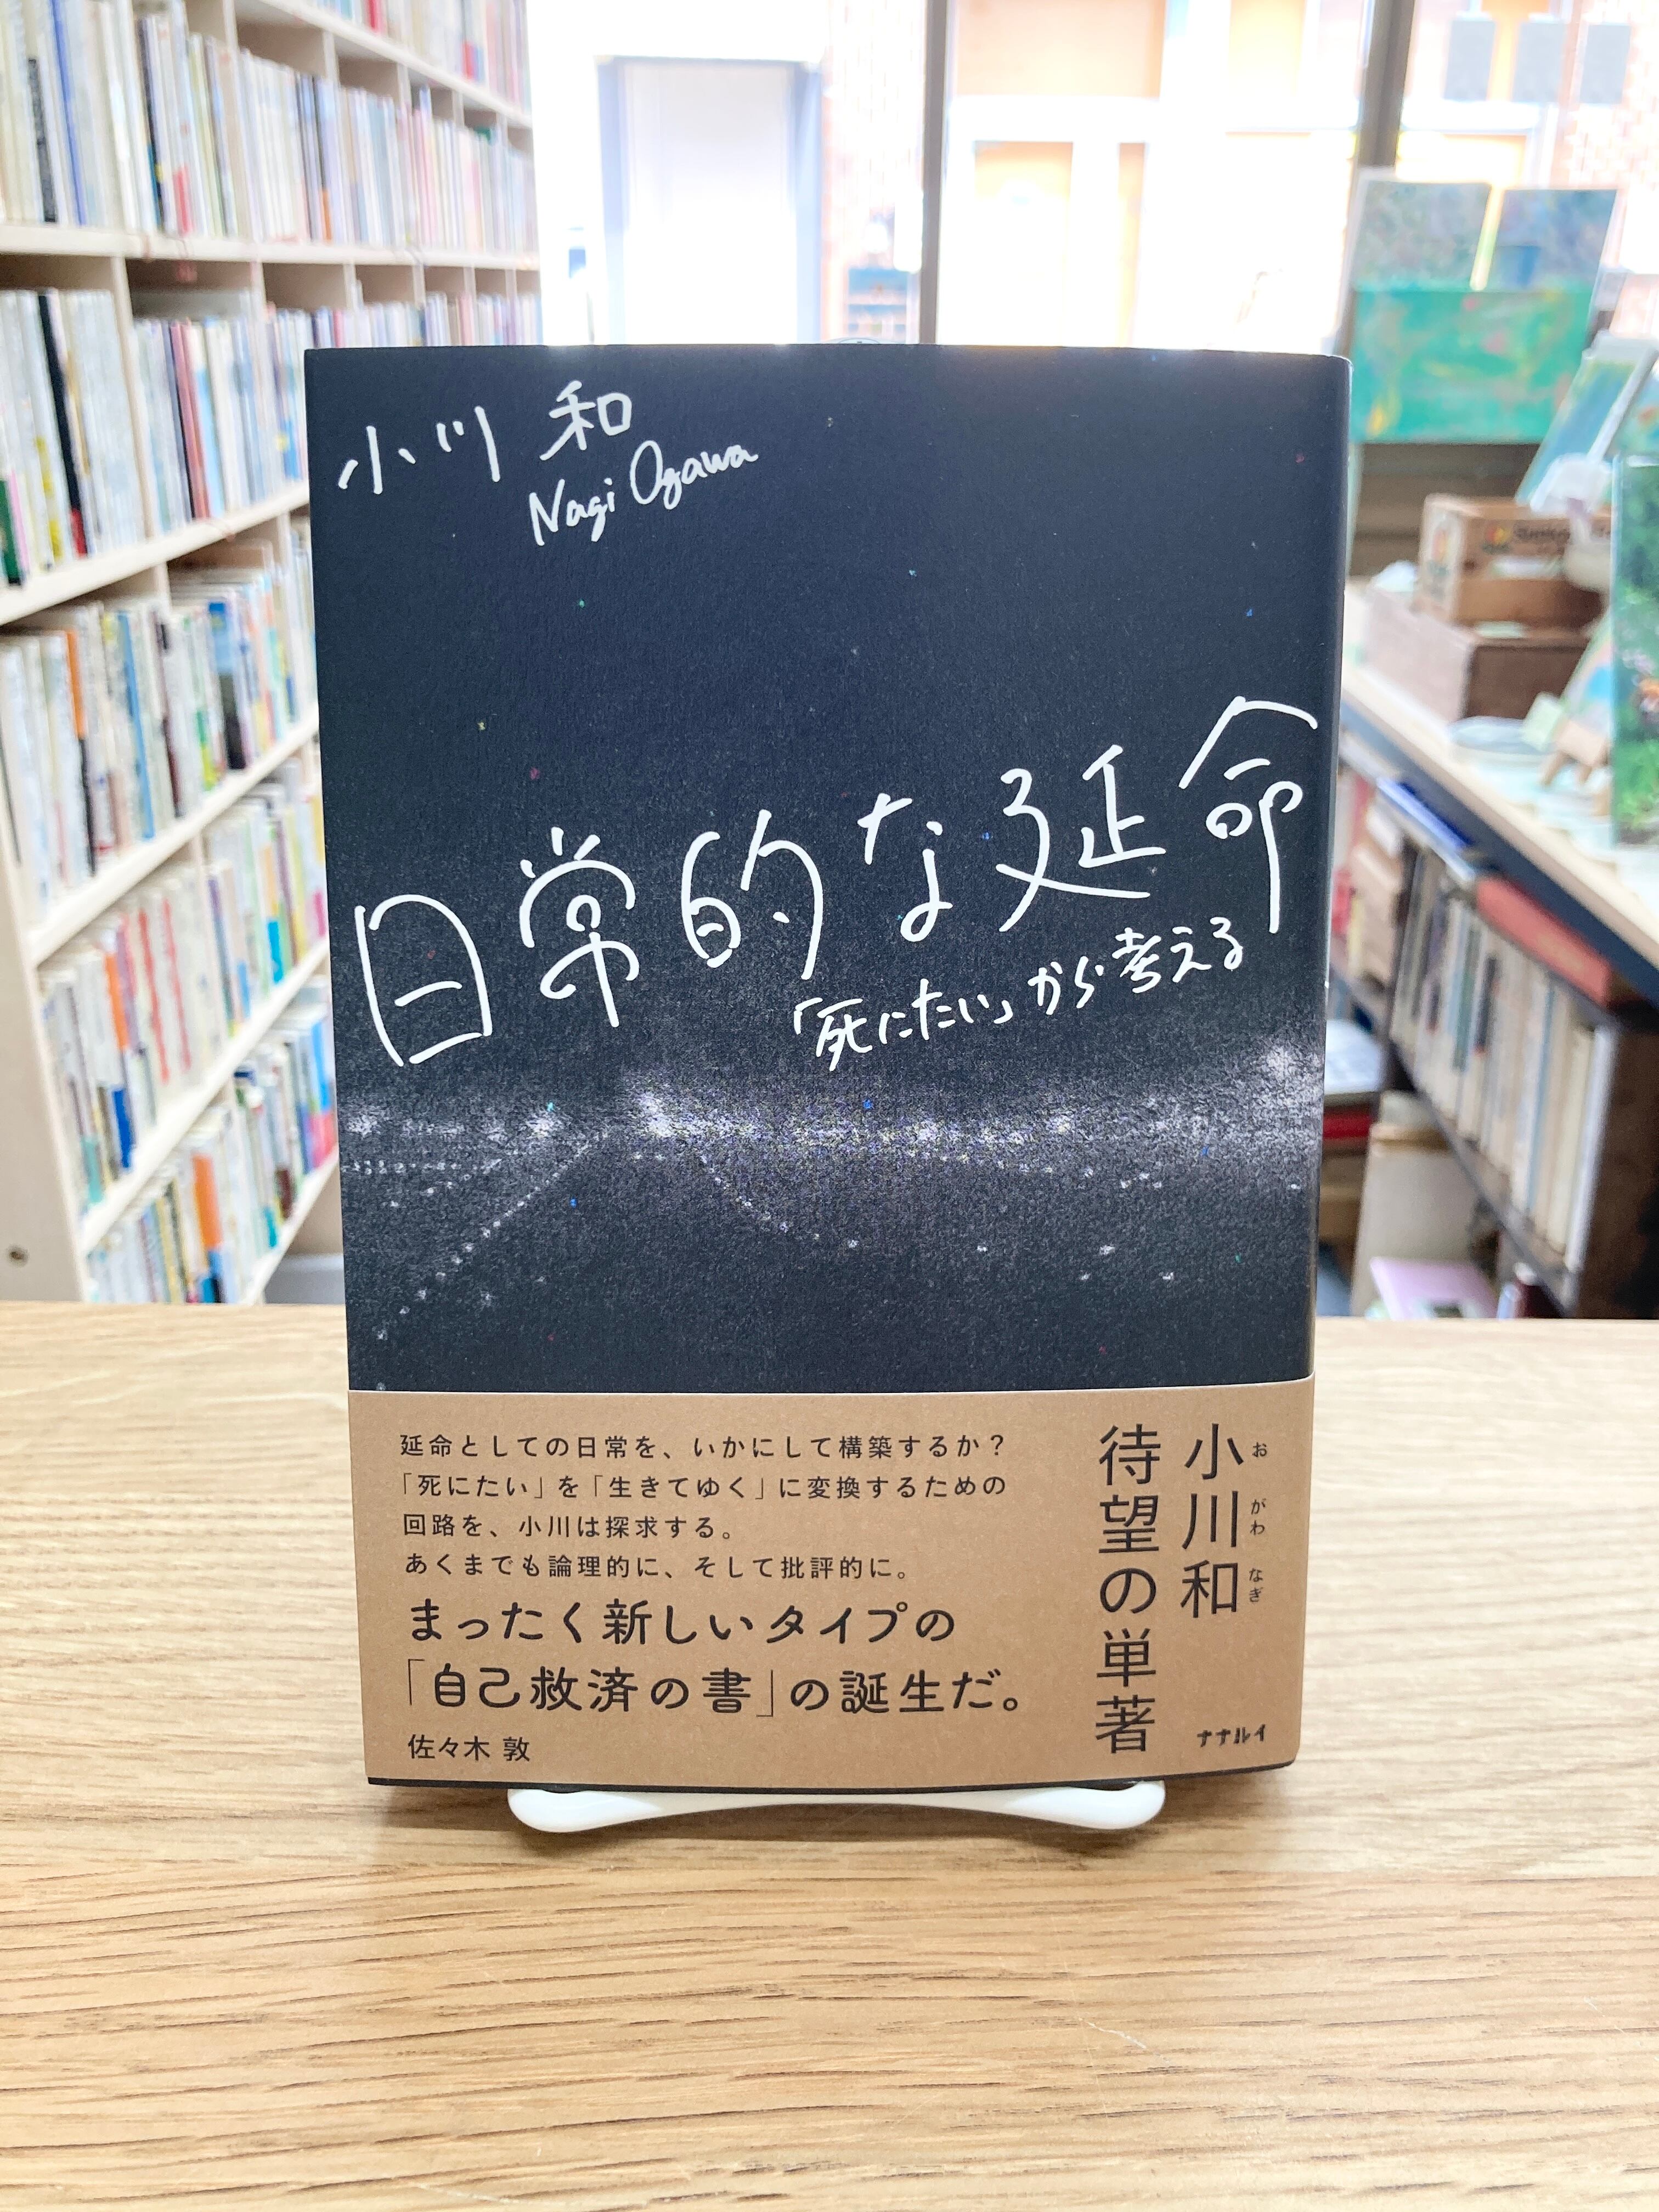 小川 和
Nagi Ogawa
日常的な延命
「死にたい」から考える
延命としての日常を、いかにして構築するか？
「死にたい」を「生きてゆく」に変換するための
回路を、小川は探求する。
あくまでも論理的に、そして批評的に。
まったく新しいタイプの
「自己救済の書」の誕生だ。
佐々木 敦
小川和
おがわなぎ
待望の単著
ナナルイ